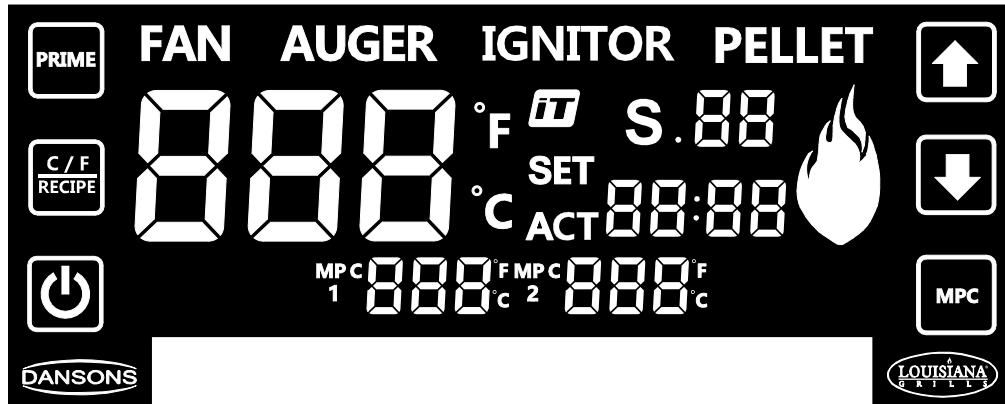 FAN AUGER IGNITOR PELLET
PRIME
888 °F °C
iT
S.88
C / F
RECIPE
SET
ACT 88:88
MPC 1 888 °F °C
MPC 2 888 °F °C
MPC
DANSONS
LOUISIANA®
GRILLS